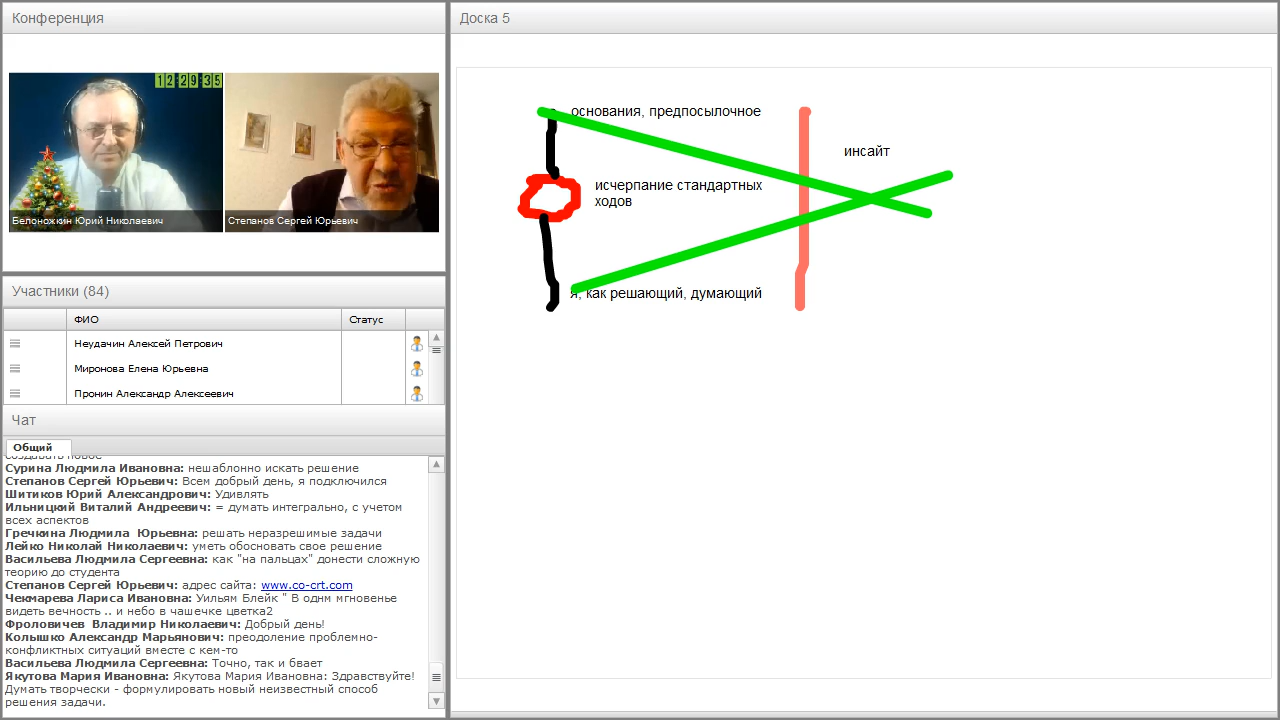 Конференция
12:29:35
Белоножкин Юрий Николаевич
Степанов Сергей Юрьевич
Участники (84)
ФИО
Статус
Неудачин Алексей Петрович
Миронова Елена Юрьевна
Пронин Александр Алексеевич
Чат
Общий
создавать новое
Сурина Людмила Ивановна: нешаблонно искать решение
Степанов Сергей Юрьевич: Всем добрый день, я подключился
Шитиков Юрий Александрович: Удивлять
Ильницкий Виталий Андреевич: = думать интегрально, с учетом
всех аспектов
Гречкина Людмила Юрьевна: решать неразрешимые задачи
Лейко Николай Николаевич: уметь обосновать свое решение
Васильева Людмила Сергеевна: как "на пальцах" донести сложную
теорию до студента
Степанов Сергей Юрьевич: адрес сайта: www.co-crt.com
Чекмарева Лариса Ивановна: Уильям Блейк " В однм мгновенье
видеть вечность .. и небо в чашечке цветка2
Фроловичев Владимир Николаевич: Добрый день!
Колышко Александр Марьянович: преодоление проблемно-
конфликтных ситуаций вместе с кем-то
Васильева Людмила Сергеевна: Точно, так и бвает
Якутова Мария Ивановна: Якутова Мария Ивановна: Здравствуйте!
Думать творчески - формулировать новый неизвестный способ
решения задачи.
Доска 5
основания, предпосылочное
инсайт
исчерпание стандартных
ходов
я, как решающий, думающий